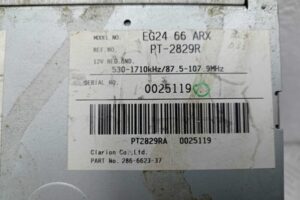 MODEL NO. EG24 66 ARX
REF NO. PT-2829R
12V NEG. GND.
530-1710kHz/87.5-107.9MHz
SERIAL NO.
0025119
PT2829RA 0025119
Clarion Co., Ltd.
PART No. 286-6623-37